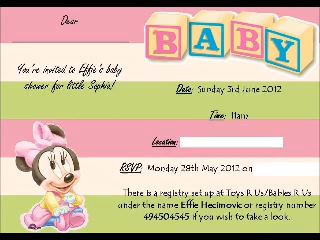 Dear
BABY
You're invited to Effie's baby
shower for little Sophia!
Date: Sunday 3rd June 2012
Time: 11am
Location:
RSVP: Monday 28th May 2012 on
There is a registry set up at Toys R Us/Babies R Us
under the name Effie Hecimovic or registry number
494504545 if you wish to take a look.